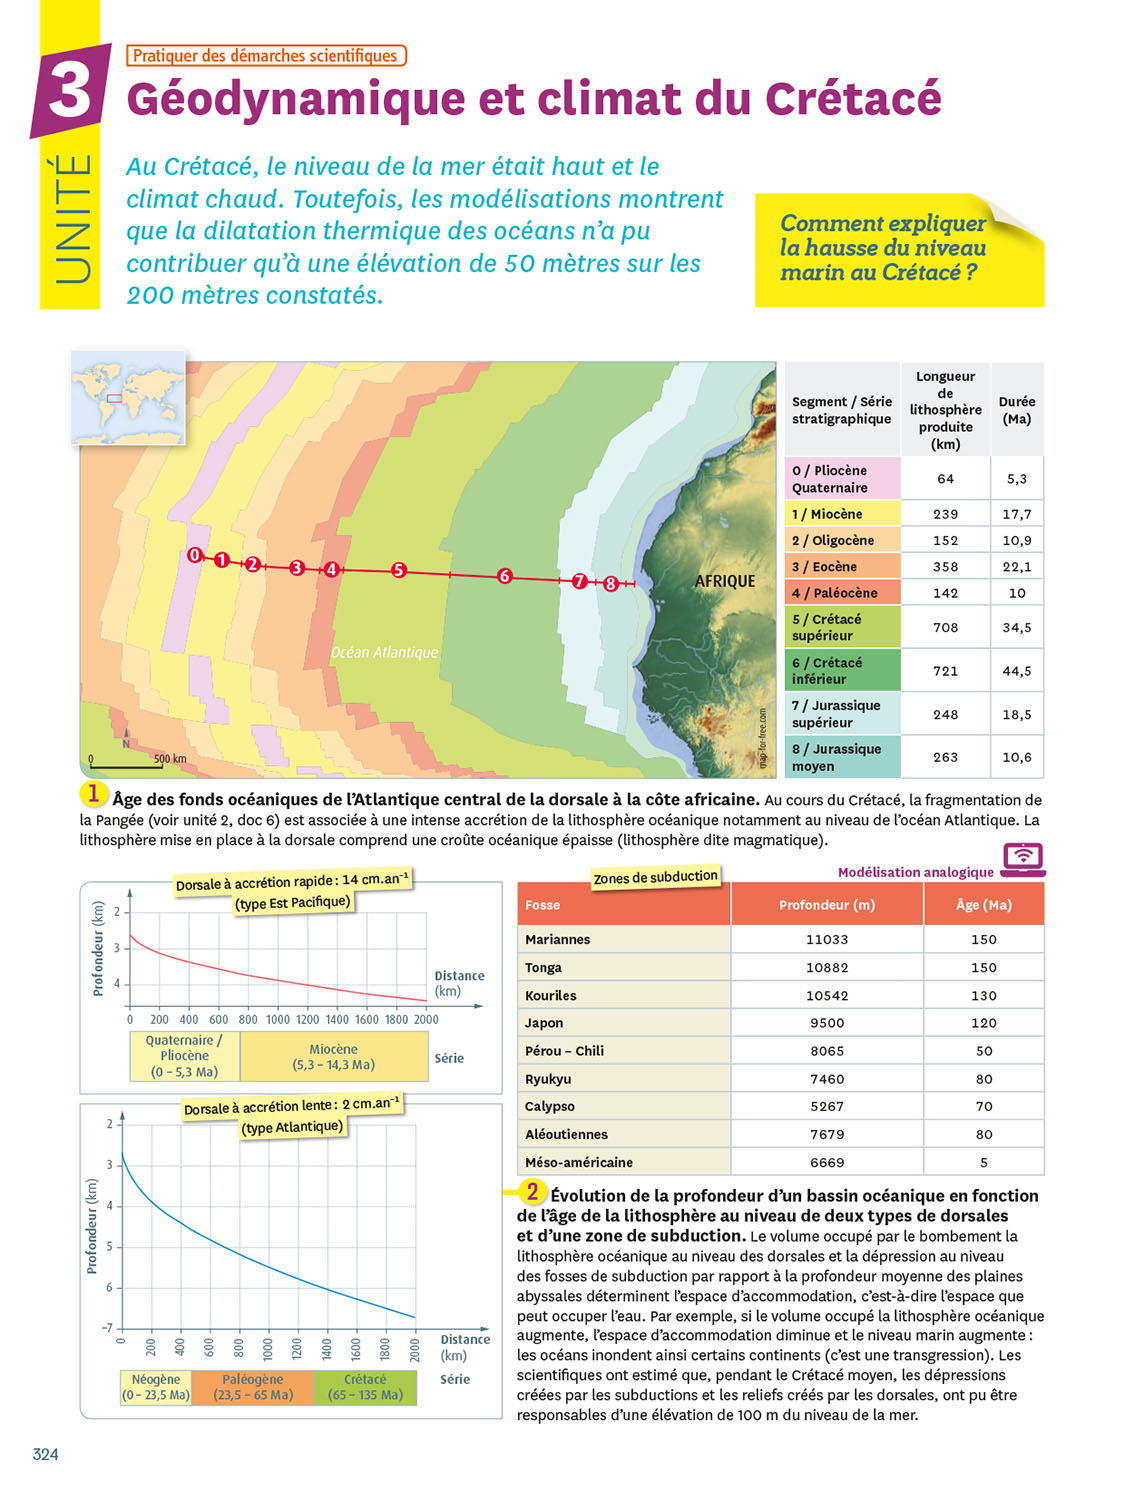 Pratiquer des démarches scientifiques
3
UNITÉ
Géodynamique et climat du Crétacé
Au Crétacé, le niveau de la mer était haut et le
climat chaud. Toutefois, les modélisations montrent
que la dilatation thermique des océans n'a pu
contribuer qu'à une élévation de 50 mètres sur les
200 mètres constatés.
Comment expliquer
la hausse du niveau
marin au Crétacé ?
0 1 2 3 4 5 6 7 8
AFRIQUE
Océan Atlantique
N
0 500 km
map-for-free.com
Segment / Série
stratigraphique
Longueur
de
lithosphère
produite
(km)
Durée
(Ma)
0 / Pliocène
Quaternaire
64 5,3
1 / Miocène 239 17,7
2 / Oligocène 152 10,9
3 / Eocène 358 22,1
4 / Paléocène 142 10
5 / Crétacé
supérieur
708 34,5
6 / Crétacé
inférieur
721 44,5
7 / Jurassique
supérieur
248 18,5
8 / Jurassique
moyen
263 10,6
1 Âge des fonds océaniques de l'Atlantique central de la dorsale à la côte africaine. Au cours du Crétacé, la fragmentation de
la Pangée (voir unité 2, doc 6) est associée à une intense accrétion de la lithosphère océanique notamment au niveau de l'océan Atlantique. La
lithosphère mise en place à la dorsale comprend une croûte océanique épaisse (lithosphère dite magmatique).
Dorsale à accrétion rapide : 14 cm.an⁻¹
(type Est Pacifique)
Profondeur (km)
2
3
4
Distance
(km)
0 200 400 600 800 1000 1200 1400 1600 1800 2000
Quaternaire /
Pliocène
(0 – 5,3 Ma)
Miocène
(5,3 – 14,3 Ma)
Série
Dorsale à accrétion lente : 2 cm.an⁻¹
(type Atlantique)
Profondeur (km)
2
3
4
5
6
–7
0 200 400 600 800 1000 1200 1400 1600 1800 2000
Distance
(km)
Néogène
(0 – 23,5 Ma)
Paléogène
(23,5 – 65 Ma)
Crétacé
(65 – 135 Ma)
Série
Modélisation analogique
Zones de subduction
Fosse Profondeur (m) Âge (Ma)
Mariannes 11033 150
Tonga 10882 150
Kouriles 10542 130
Japon 9500 120
Pérou – Chili 8065 50
Ryukyu 7460 80
Calypso 5267 70
Aléoutiennes 7679 80
Méso-américaine 6669 5
2 Évolution de la profondeur d'un bassin océanique en fonction
de l'âge de la lithosphère au niveau de deux types de dorsales
et d'une zone de subduction. Le volume occupé par le bombement la
lithosphère océanique au niveau des dorsales et la dépression au niveau
des fosses de subduction par rapport à la profondeur moyenne des plaines
abyssales déterminent l'espace d'accommodation, c'est-à-dire l'espace que
peut occuper l'eau. Par exemple, si le volume occupé la lithosphère océanique
augmente, l'espace d'accommodation diminue et le niveau marin augmente :
les océans inondent ainsi certains continents (c'est une transgression). Les
scientifiques ont estimé que, pendant le Crétacé moyen, les dépressions
créées par les subductions et les reliefs créés par les dorsales, ont pu être
responsables d'une élévation de 100 m du niveau de la mer.
324